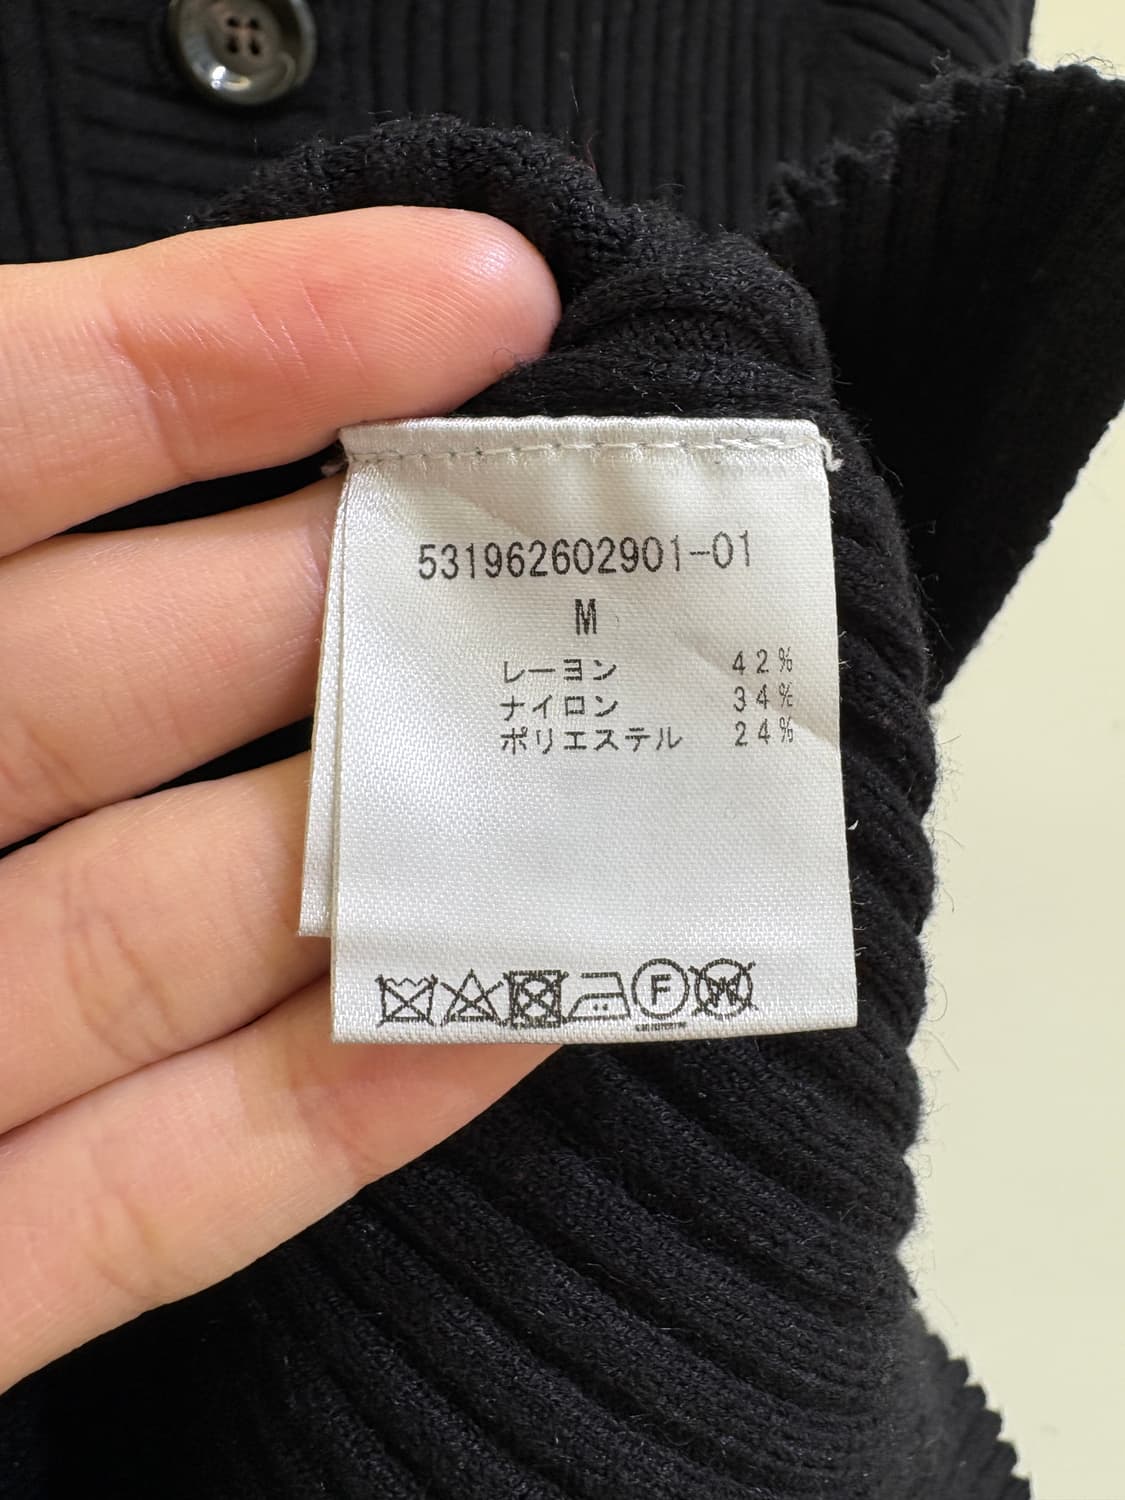 531962602901-01
M
レーヨン 42%
ナイロン 34%
ポリエステル 24%
F
W